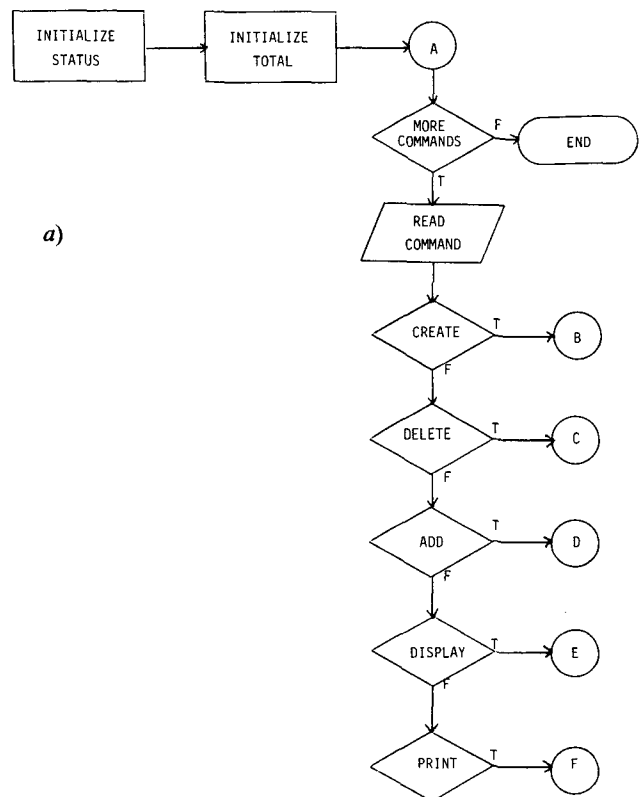 INITIALIZE
STATUS
INITIALIZE
TOTAL
A
MORE
COMMANDS
F
END
T
a)
READ
COMMAND
CREATE
T
B
F
DELETE
T
C
F
ADD
T
D
F
DISPLAY
T
E
F
PRINT
T
F